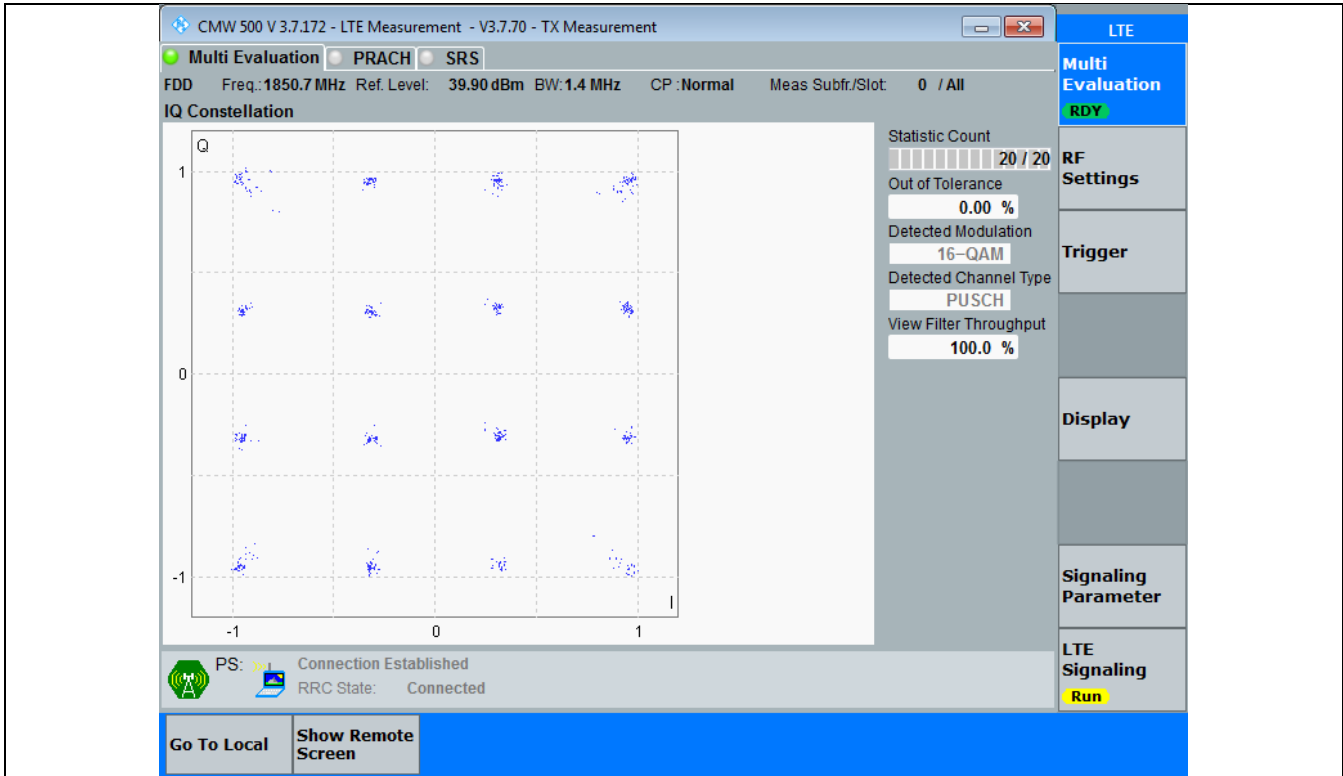 CMW 500 V 3.7.172 - LTE Measurement - V3.7.70 - TX Measurement
LTE
Multi Evaluation PRACH SRS
FDD Freq.:1850.7 MHz Ref. Level: 39.90 dBm BW:1.4 MHz CP :Normal Meas Subfr./Slot: 0 / All
IQ Constellation
Q
1
0
-1
-1 0 1
I
Statistic Count
20 / 20
Out of Tolerance
0.00 %
Detected Modulation
16-QAM
Detected Channel Type
PUSCH
View Filter Throughput
100.0 %
Multi
Evaluation
RDY
RF
Settings
Trigger
Display
Signaling
Parameter
LTE
Signaling
Run
PS: Connection Established
RRC State: Connected
Go To Local
Show Remote
Screen